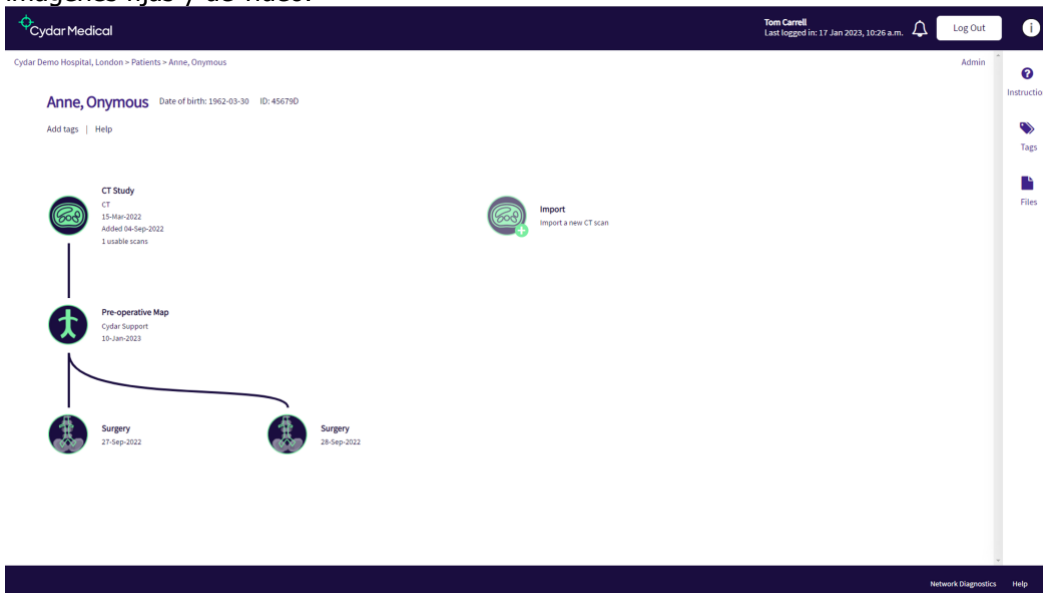 imágenes fijas y de vídeo.
Cydar Medical
Tom Carrell
Last logged in: 17 Jan 2023, 10:26 a.m.
Log Out
i
Cydar Demo Hospital, London > Patients > Anne, Onymous
Admin
Anne, Onymous Date of birth: 1962-03-30 ID: 45679D
Add tags | Help
?
Instructio
Tags
Files
CT Study
CT
15-Mar-2022
Added 04-Sep-2022
1 usable scans
Import
Import a new CT scan
Pre-operative Map
Cydar Support
10-Jan-2023
Surgery
27-Sep-2022
Surgery
28-Sep-2022
Network Diagnostics Help